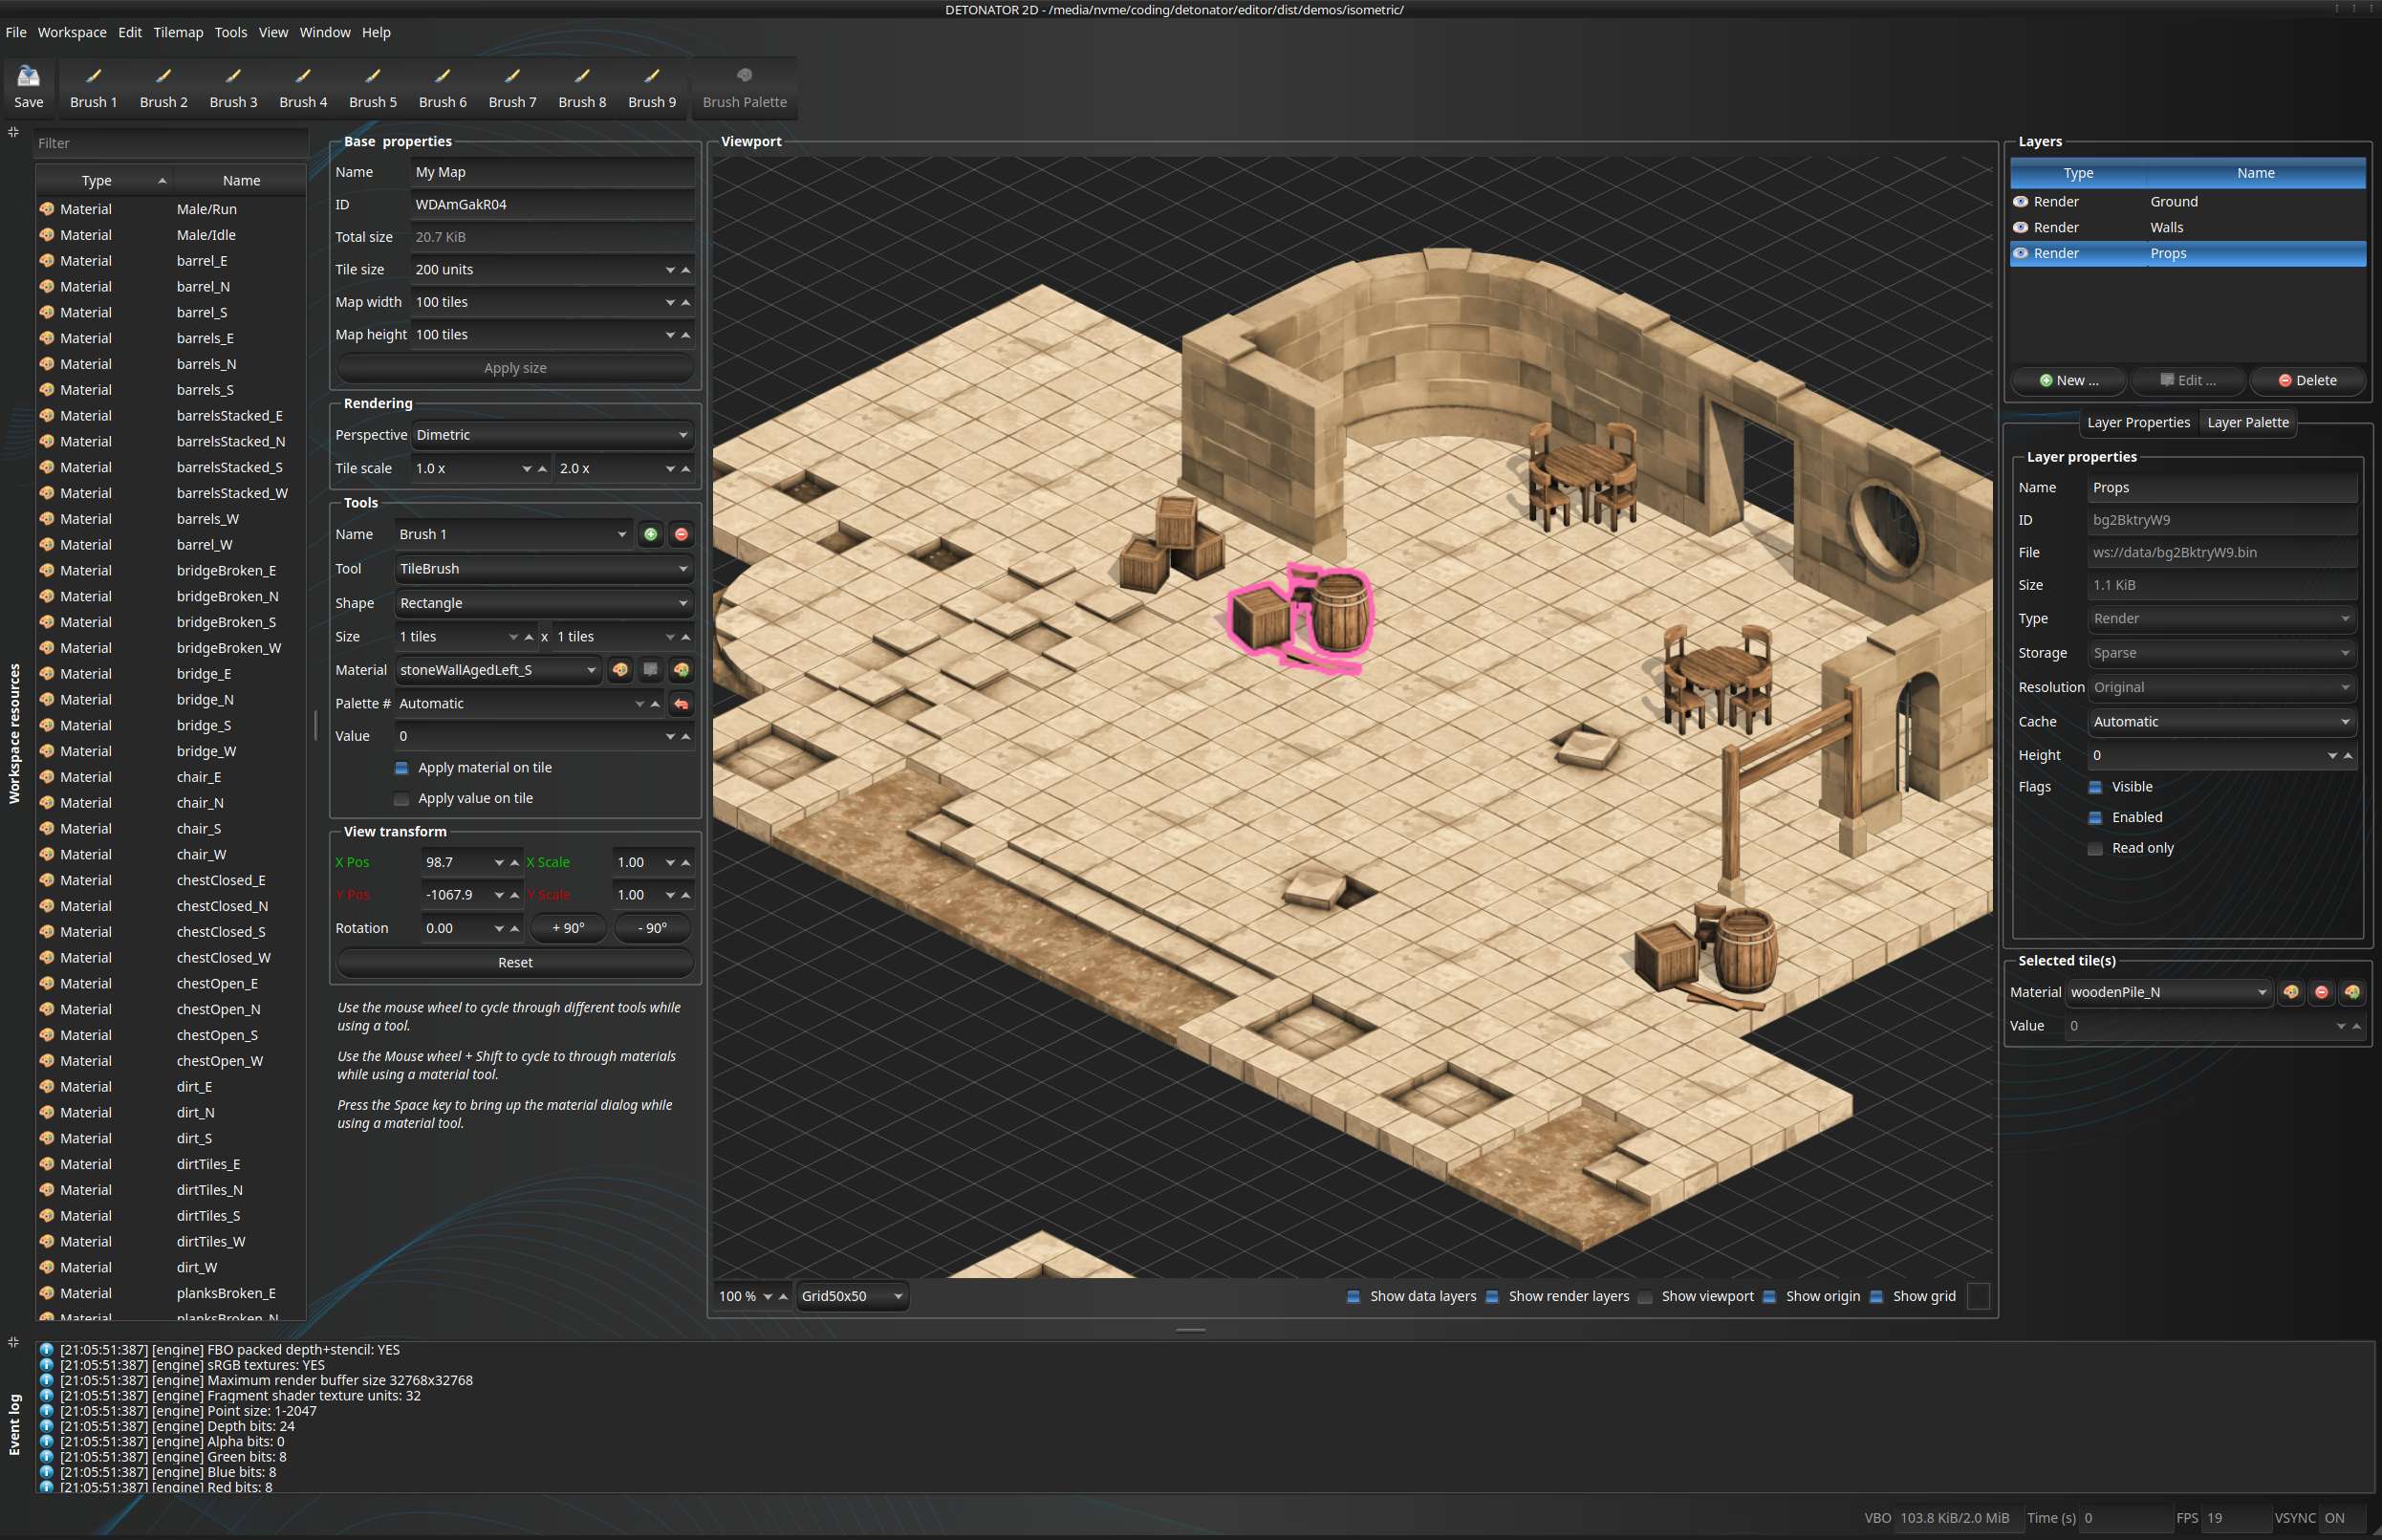 DETONATOR 2D - /media/nvme/coding/detonator/editor/dist/demos/isometric/
File Workspace Edit Tilemap Tools View Window Help
Save Brush 1 Brush 2 Brush 3 Brush 4 Brush 5 Brush 6 Brush 7 Brush 8 Brush 9 Brush Palette
Workspace resources
Filter
Type Name
Material Male/Run
Material Male/Idle
Material barrel_E
Material barrel_N
Material barrel_S
Material barrels_E
Material barrels_N
Material barrels_S
Material barrelsStacked_E
Material barrelsStacked_N
Material barrelsStacked_S
Material barrelsStacked_W
Material barrels_W
Material barrel_W
Material bridgeBroken_E
Material bridgeBroken_N
Material bridgeBroken_S
Material bridgeBroken_W
Material bridge_E
Material bridge_N
Material bridge_S
Material bridge_W
Material chair_E
Material chair_N
Material chair_S
Material chair_W
Material chestClosed_E
Material chestClosed_N
Material chestClosed_S
Material chestClosed_W
Material chestOpen_E
Material chestOpen_N
Material chestOpen_S
Material chestOpen_W
Material dirt_E
Material dirt_N
Material dirt_S
Material dirtTiles_E
Material dirtTiles_N
Material dirtTiles_S
Material dirtTiles_W
Material dirt_W
Material planksBroken_E
Material planksBroken_N
Base properties
Name My Map
ID WDAmGakR04
Total size 20.7 KiB
Tile size 200 units
Map width 100 tiles
Map height 100 tiles
Apply size
Rendering
Perspective Dimetric
Tile scale 1.0 x 2.0 x
Tools
Name Brush 1
Tool TileBrush
Shape Rectangle
Size 1 tiles x 1 tiles
Material stoneWallAgedLeft_S
Palette # Automatic
Value 0
Apply material on tile
Apply value on tile
View transform
X Pos 98.7 X Scale 1.00
Y Pos -1067.9 Y Scale 1.00
Rotation 0.00 + 90° - 90°
Reset
Use the mouse wheel to cycle through different tools while
using a tool.
Use the Mouse wheel + Shift to cycle to through materials
while using a material tool.
Press the Space key to bring up the material dialog while
using a material tool.
Viewport
100 % Grid50x50 Show data layers Show render layers Show viewport Show origin Show grid
Layers
Type Name
Render Ground
Render Walls
Render Props
New ... Edit ... Delete
Layer Properties Layer Palette
Layer properties
Name Props
ID bg2BktryW9
File ws://data/bg2BktryW9.bin
Size 1.1 KiB
Type Render
Storage Sparse
Resolution Original
Cache Automatic
Height 0
Flags Visible
Enabled
Read only
Selected tile(s)
Material woodenPile_N
Value 0
Event log
[21:05:51:387] [engine] FBO packed depth+stencil: YES
[21:05:51:387] [engine] sRGB textures: YES
[21:05:51:387] [engine] Maximum render buffer size 32768x32768
[21:05:51:387] [engine] Fragment shader texture units: 32
[21:05:51:387] [engine] Point size: 1-2047
[21:05:51:387] [engine] Depth bits: 24
[21:05:51:387] [engine] Alpha bits: 0
[21:05:51:387] [engine] Green bits: 8
[21:05:51:387] [engine] Blue bits: 8
[21:05:51:387] [engine] Red bits: 8
VBO 103.8 KiB/2.0 MiB Time (s) 0 FPS 19 VSYNC ON